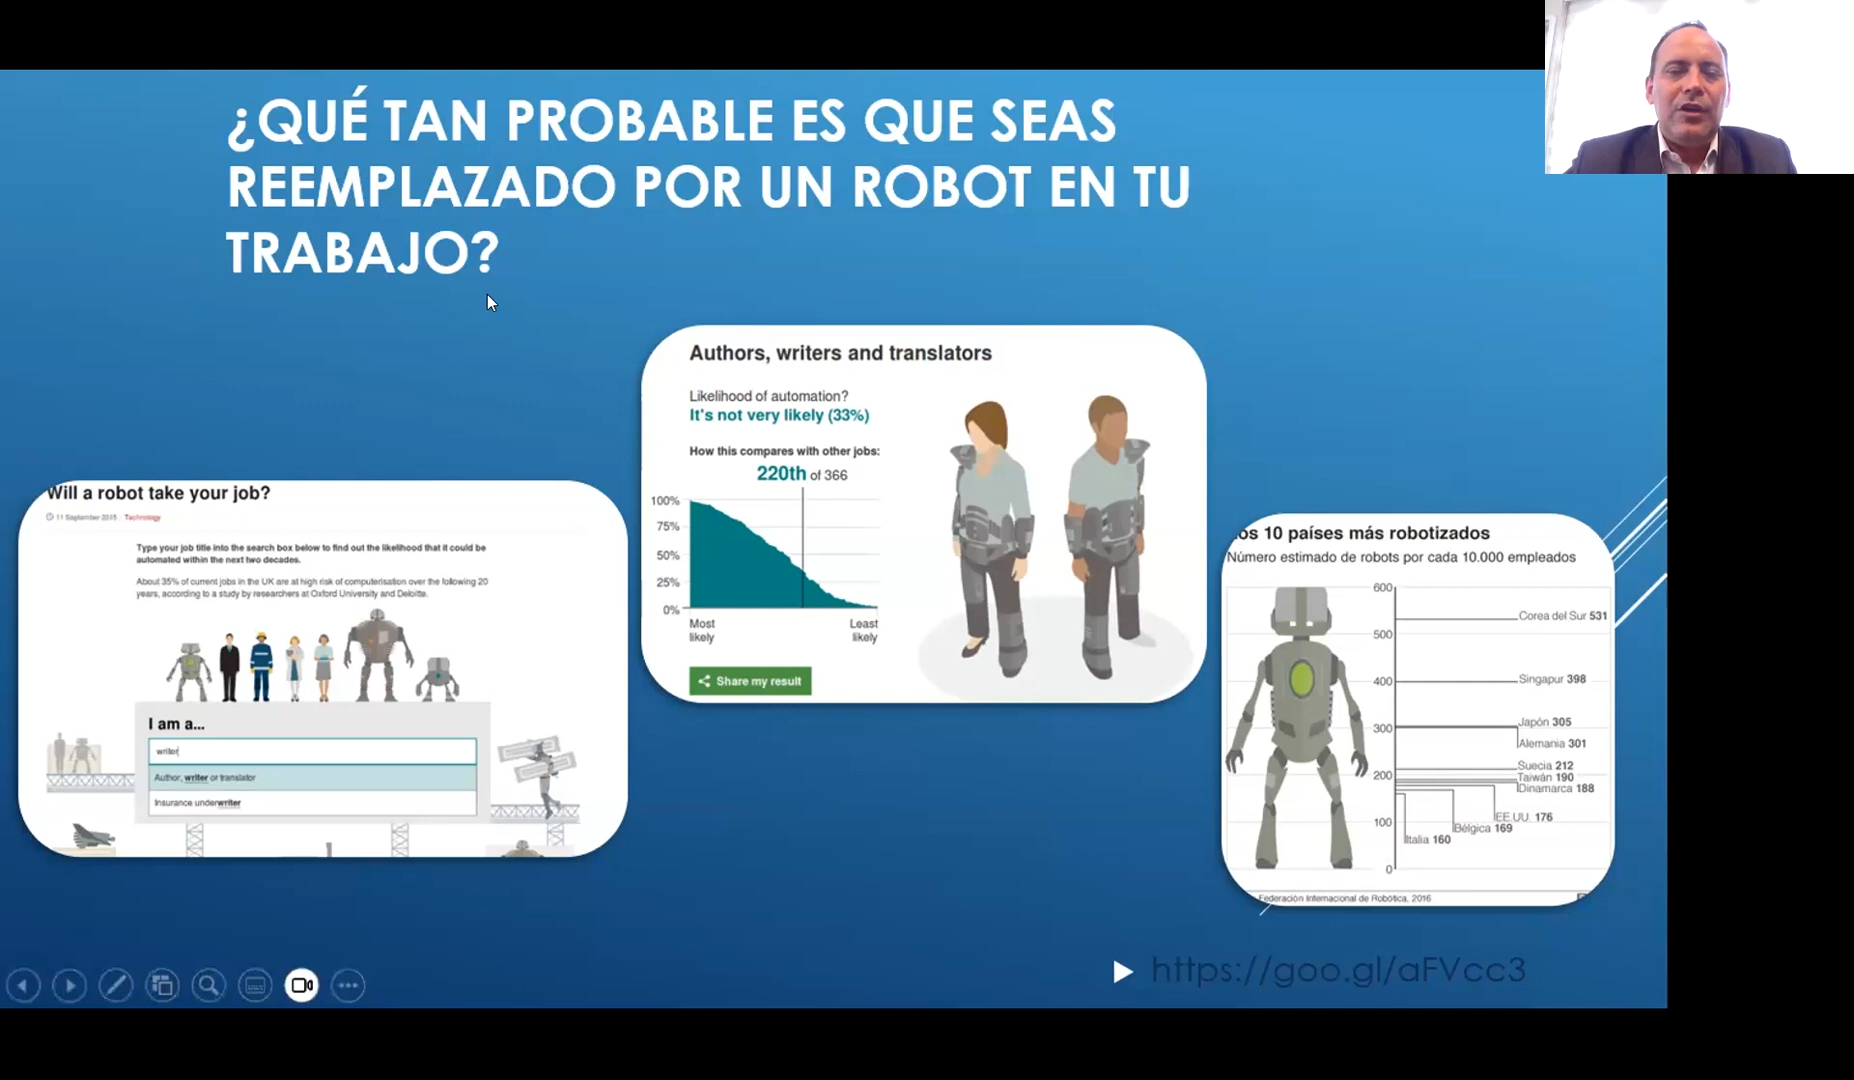 ¿QUÉ TAN PROBABLE ES QUE SEAS
REEMPLAZADO POR UN ROBOT EN TU
TRABAJO?
Will a robot take your job?
11 September 2015 Technology
Type your job title into the search box below to find out the likelihood that it could be
automated within the next two decades.
About 35% of current jobs in the UK are at high risk of computerisation over the following 20
years, according to a study by researchers at Oxford University and Deloitte.
I am a...
writer
Author, writer or translator
Insurance underwriter
Authors, writers and translators
Likelihood of automation?
It's not very likely (33%)
How this compares with other jobs:
220th of 366
100%
75%
50%
25%
0%
Most
likely
Least
likely
Share my result
os 10 países más robotizados
Número estimado de robots por cada 10.000 empleados
600
500
400
300
200
100
0
Corea del Sur 531
Singapur 398
Japón 305
Alemania 301
Suecia 212
Taiwán 190
Dinamarca 188
EE.UU. 176
Bélgica 169
Italia 160
Federación Internacional de Robótica, 2016
https://goo.gl/aFVcc3